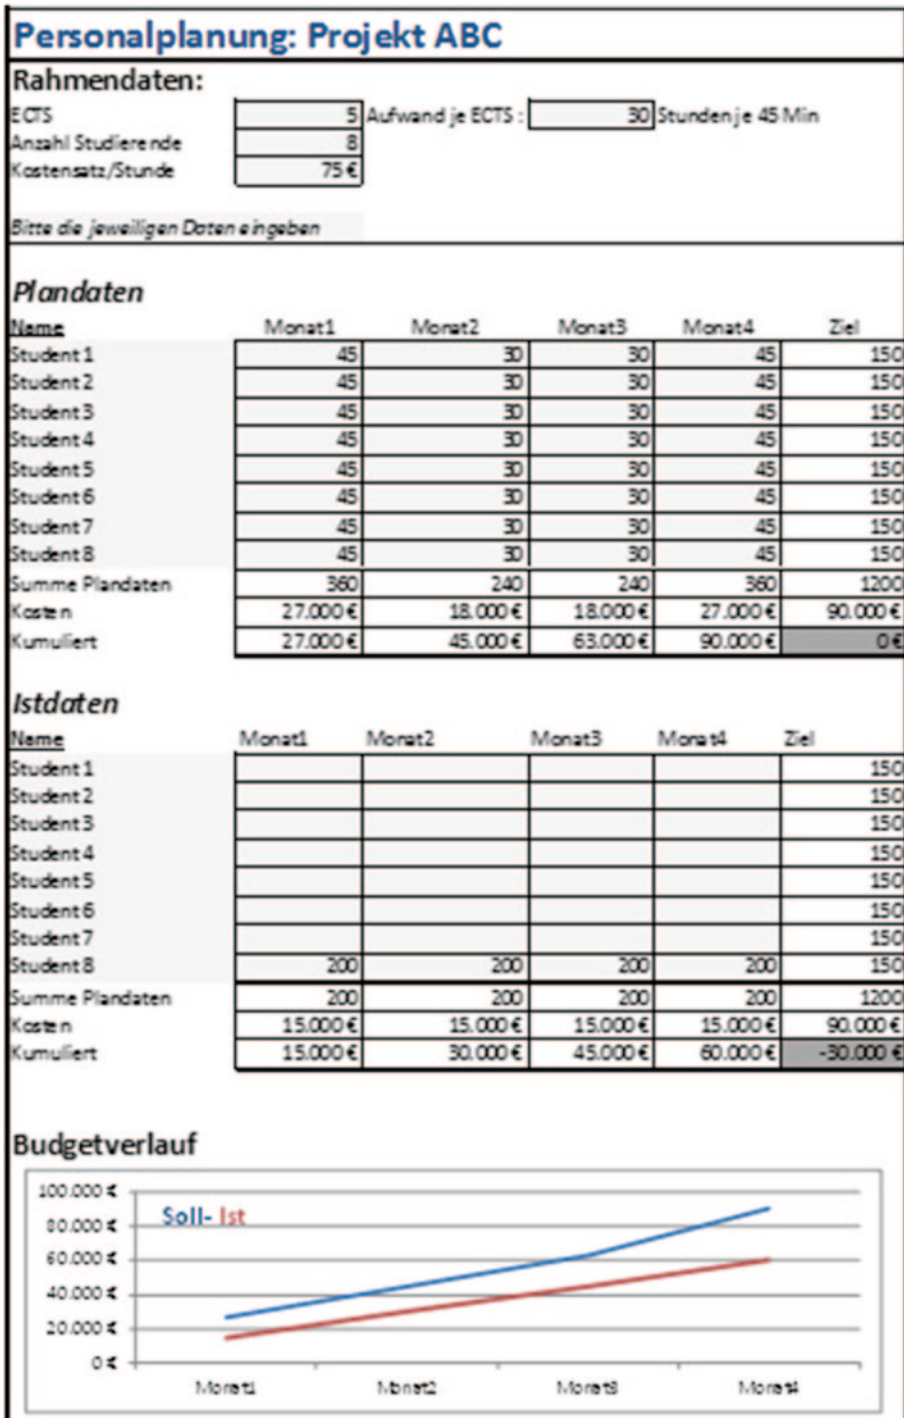 Personalplanung: Projekt ABC
Rahmendaten:
ECTS 5 Aufwand je ECTS : 30 Stunden je 45 Min
Anzahl Studierende 8
Kostensatz/Stunde 75 €
Bitte die jeweiligen Daten eingeben
Plandaten
Name Monat1 Monat2 Monat3 Monat4 Ziel
Student 1 45 30 30 45 150
Student 2 45 30 30 45 150
Student 3 45 30 30 45 150
Student 4 45 30 30 45 150
Student 5 45 30 30 45 150
Student 6 45 30 30 45 150
Student 7 45 30 30 45 150
Student 8 45 30 30 45 150
Summe Plandaten 360 240 240 360 1200
Kosten 27.000 € 18.000 € 18.000 € 27.000 € 90.000 €
Kumuliert 27.000 € 45.000 € 63.000 € 90.000 € 0 €
Istdaten
Name Monat1 Monat2 Monat3 Monat4 Ziel
Student 1 150
Student 2 150
Student 3 150
Student 4 150
Student 5 150
Student 6 150
Student 7 150
Student 8 200 200 200 200 150
Summe Plandaten 200 200 200 200 1200
Kosten 15.000 € 15.000 € 15.000 € 15.000 € 90.000 €
Kumuliert 15.000 € 30.000 € 45.000 € 60.000 € -30.000 €
Budgetverlauf
100.000 €
Soll- Ist
80.000 €
60.000 €
40.000 €
20.000 €
0 €
Monat1 Monat2 Monat3 Monat4